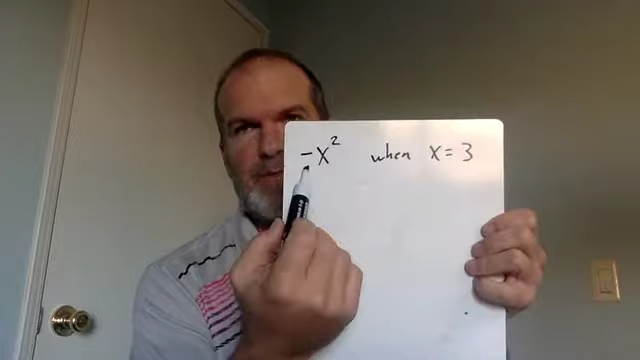 -x² when x = 3